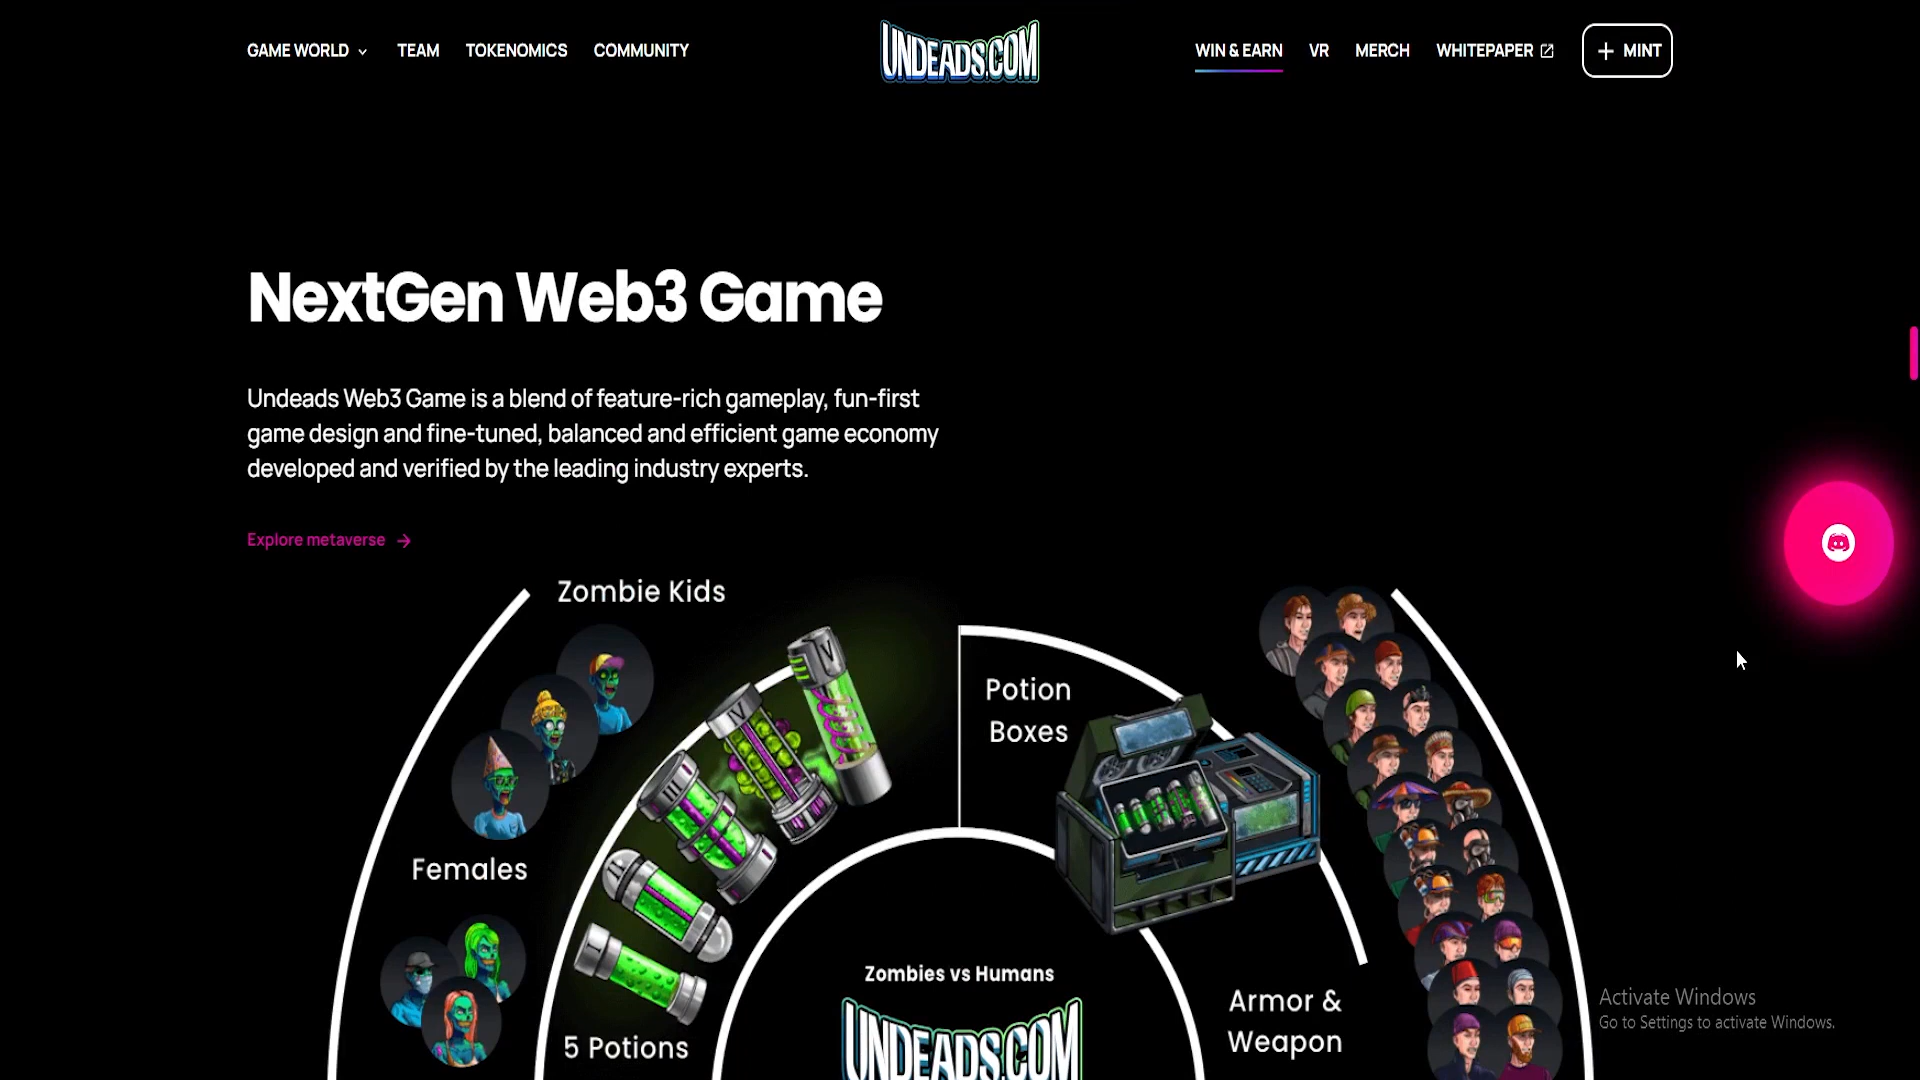 GAME WORLD
TEAM
TOKENOMICS
COMMUNITY
UNDEADS.COM
WIN & EARN
VR
MERCH
WHITEPAPER
+ MINT
NextGen Web3 Game
Undeads Web3 Game is a blend of feature-rich gameplay, fun-first
game design and fine-tuned, balanced and efficient game economy
developed and verified by the leading industry experts.
Explore metaverse →
Zombie Kids
Potion
Boxes
V
IV
III
II
I
Females
5 Potions
Zombies vs Humans
UNDEADS.COM
Armor &
Weapon
Activate Windows
Go to Settings to activate Windows.